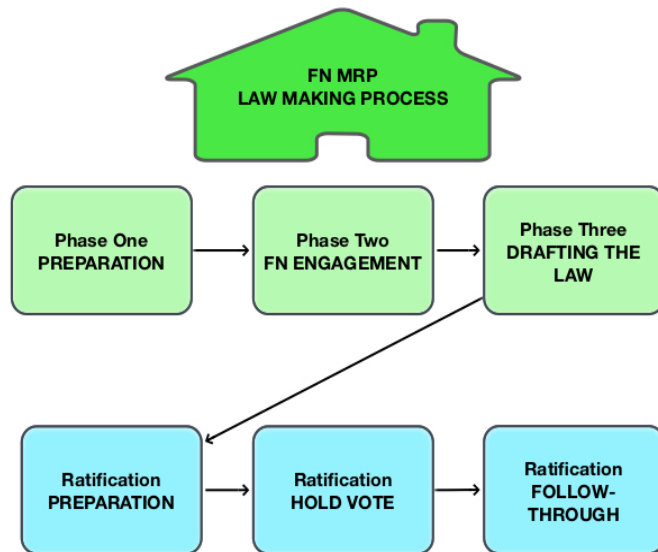 FN MRP
LAW MAKING PROCESS
Phase One
PREPARATION
Phase Two
FN ENGAGEMENT
Phase Three
DRAFTING THE
LAW
Ratification
PREPARATION
Ratification
HOLD VOTE
Ratification
FOLLOW-
THROUGH